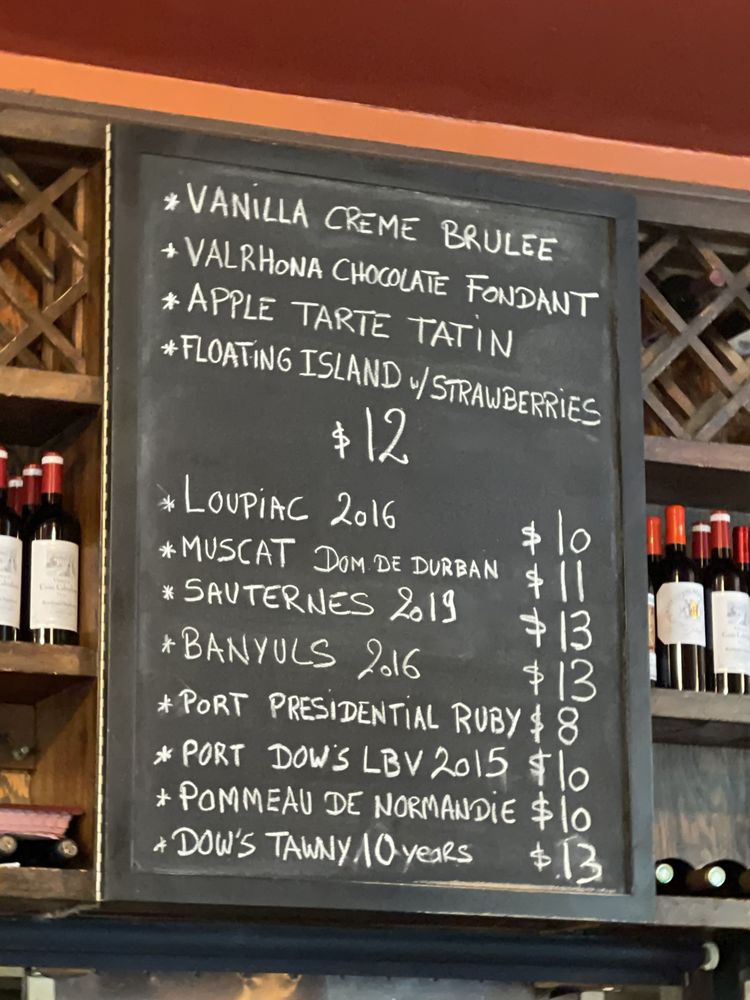 * VANILLA CREME BRULEE
* VALRHONA CHOCOLATE FONDANT
* APPLE TARTE TATIN
* FLOATING ISLAND w/ STRAWBERRIES
$12
* LOUPIAC 2016 $10
* MUSCAT DOM. DE DURBAN $11
* SAUTERNES 2019 $13
* BANYULS 2016 $13
* PORT PRESIDENTIAL RUBY $8
* PORT DOW'S LBV 2015 $10
* POMMEAU DE NORMANDIE $10
* DOW'S TAWNY 10 years $13